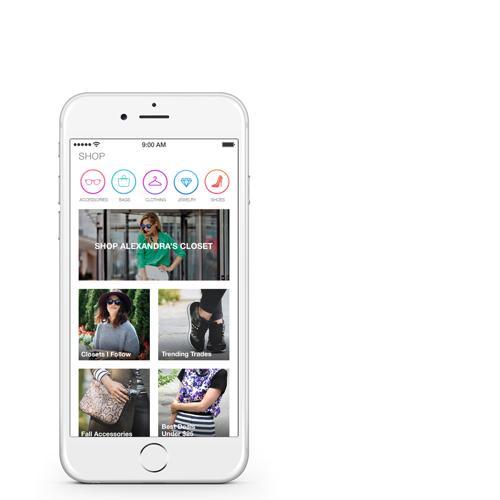 9:00 AM
SHOP
ACCESSORIES BAGS CLOTHING JEWELRY SHOES
SHOP ALEXANDRA'S CLOSET
Closets I Follow
Trending Trades
Fall Accessories
Best Deals
Under $25